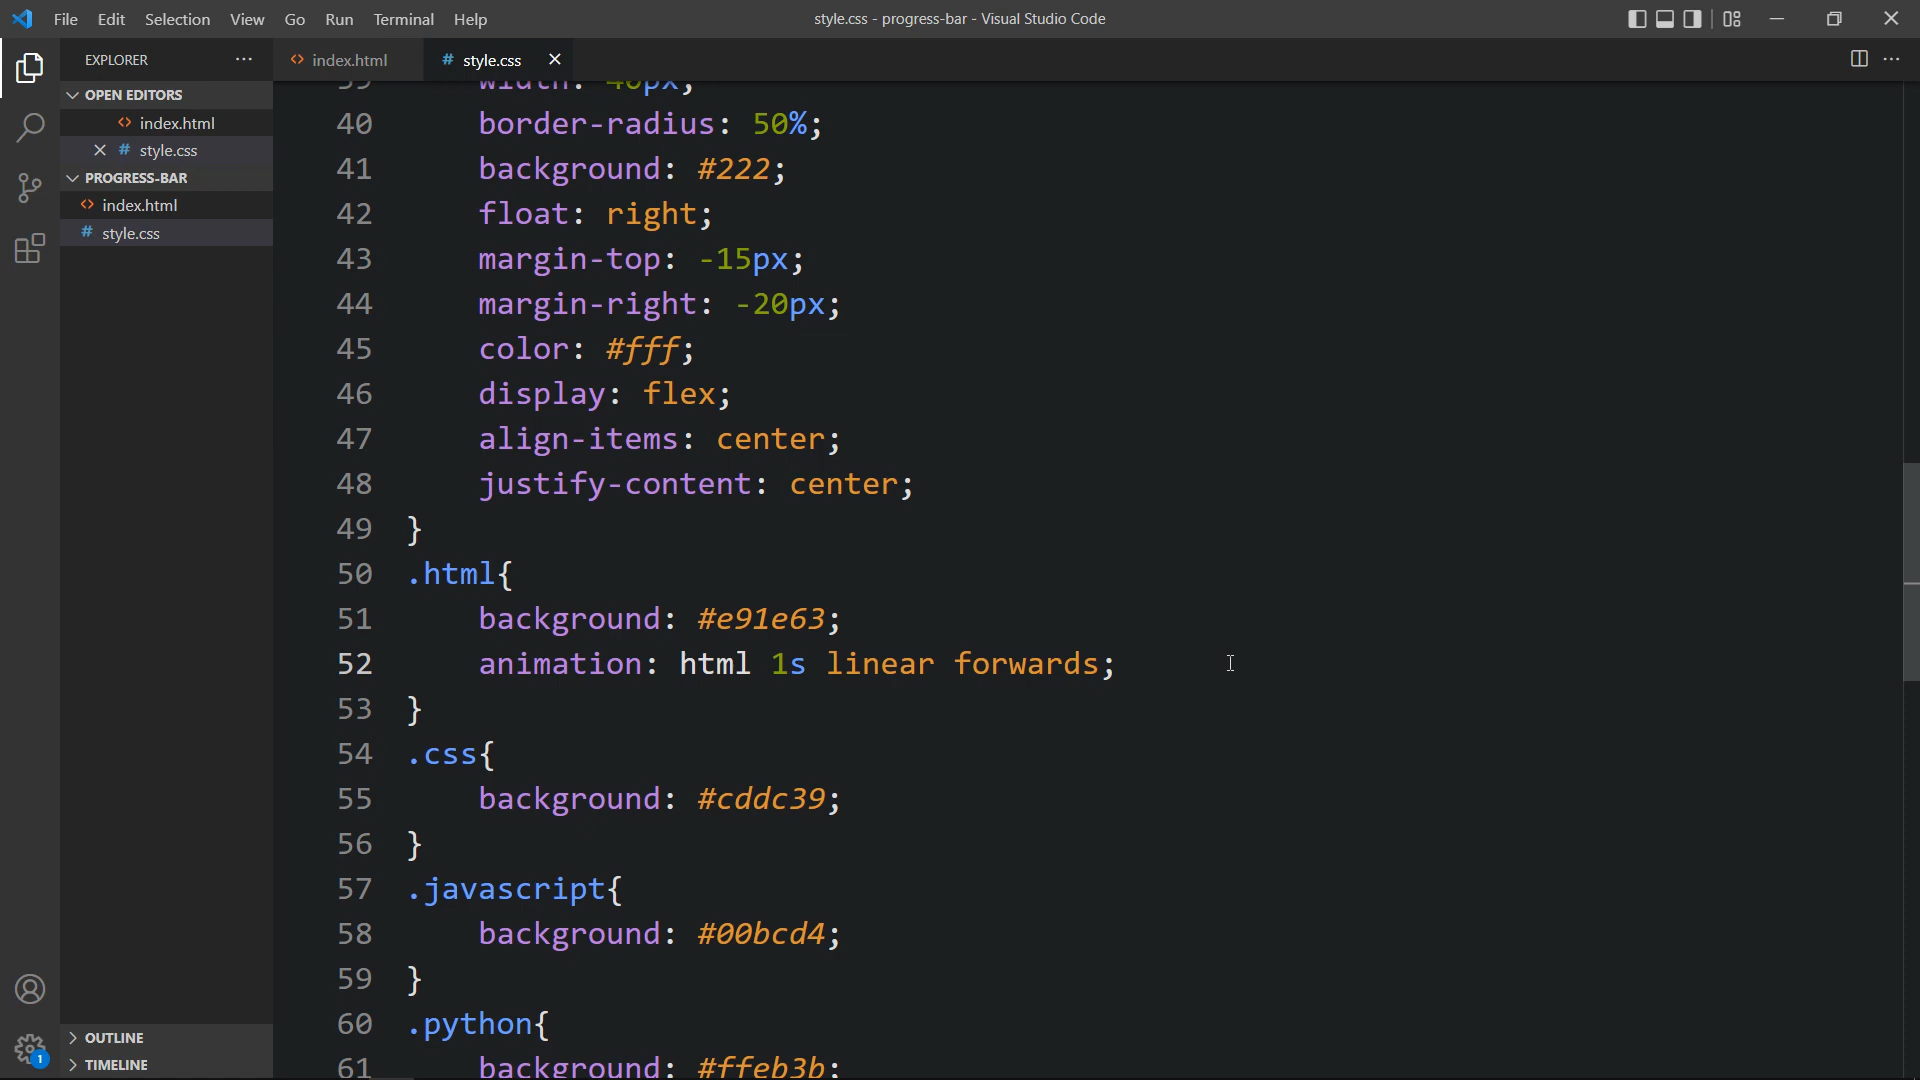 File Edit Selection View Go Run Terminal Help
style.css - progress-bar - Visual Studio Code
EXPLORER
index.html
# style.css
OPEN EDITORS
index.html
# style.css
PROGRESS-BAR
index.html
# style.css
39 width: 40px;
40 border-radius: 50%;
41 background: #222;
42 float: right;
43 margin-top: -15px;
44 margin-right: -20px;
45 color: #fff;
46 display: flex;
47 align-items: center;
48 justify-content: center;
49 }
50 .html{
51 background: #e91e63;
52 animation: html 1s linear forwards;
53 }
54 .css{
55 background: #cddc39;
56 }
57 .javascript{
58 background: #00bcd4;
59 }
60 .python{
61 background: #ffeb3b;
OUTLINE
TIMELINE
1